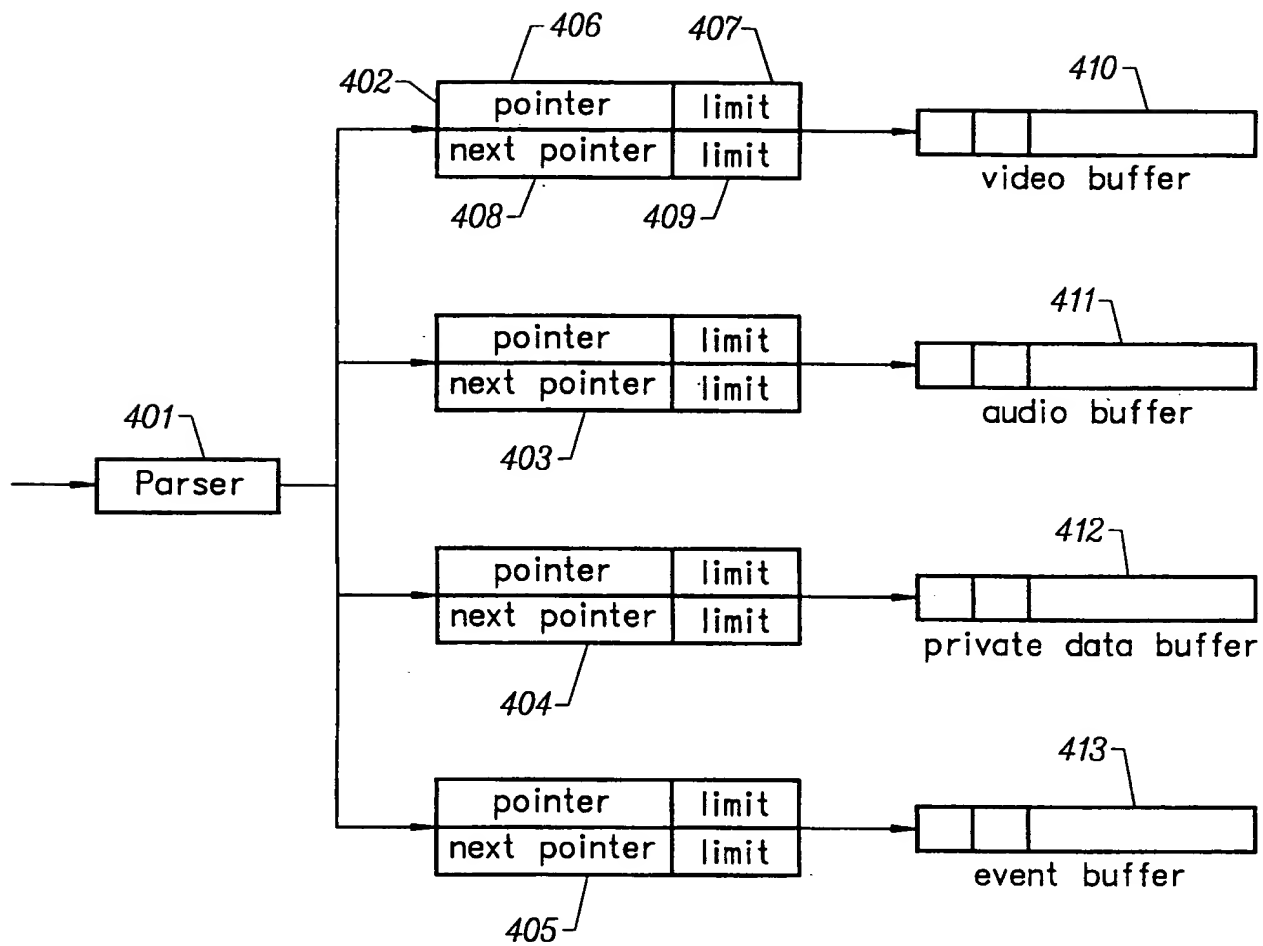 406
407
402
pointer
limit
410
next pointer
limit
video buffer
408
409
pointer
limit
411
next pointer
limit
audio buffer
403
401
Parser
pointer
limit
412
next pointer
limit
private data buffer
404
pointer
limit
413
next pointer
limit
event buffer
405